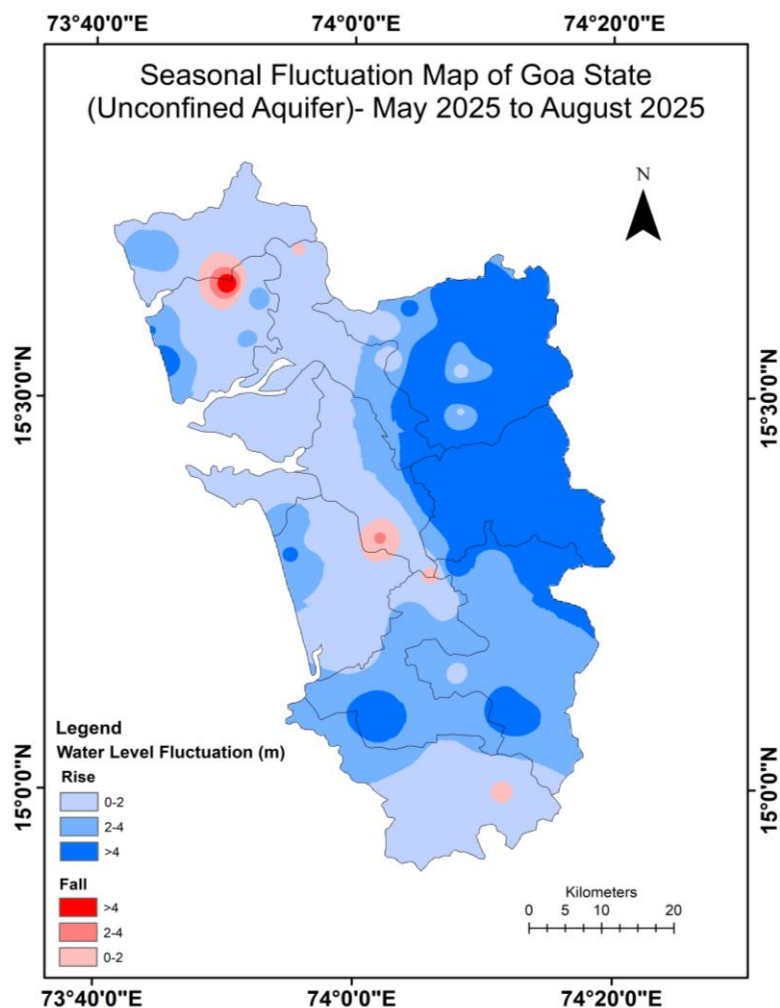 73°40'0"E 74°0'0"E 74°20'0"E
Seasonal Fluctuation Map of Goa State
(Unconfined Aquifer)- May 2025 to August 2025
N
15°30'0"N 15°30'0"N
15°0'0"N 15°0'0"N
Legend
Water Level Fluctuation (m)
Rise
0-2
2-4
>4
Fall
>4
2-4
0-2
Kilometers
0 5 10 20
73°40'0"E 74°0'0"E 74°20'0"E